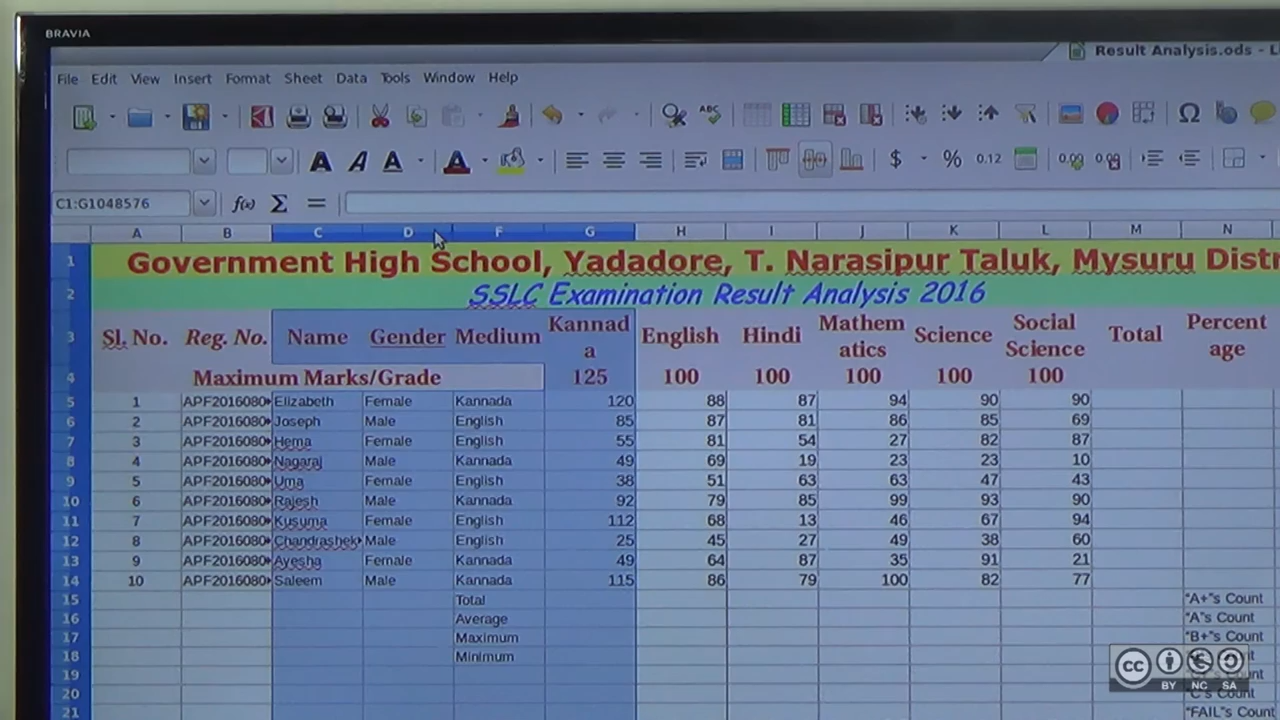 BRAVIA
Result Analysis.ods - L
File Edit View Insert Format Sheet Data Tools Window Help
$ % 0.12
C1:G1048576 f(x) Σ =
A B C D F G H I J K L M N
1 Government High School, Yadadore, T. Narasipur Taluk, Mysuru Distr
2 SSLC Examination Result Analysis 2016
3 Sl. No. Reg. No. Name Gender Medium Kannad a English Hindi Mathem atics Science Social Science Total Percent age
4 Maximum Marks/Grade 125 100 100 100 100 100
5 1 APF2016080 Elizabeth Female Kannada 120 88 87 94 90 90
6 2 APF2016080 Joseph Male English 85 87 81 86 85 69
7 3 APF2016080 Hema Female English 55 81 54 27 82 87
8 4 APF2016080 Nagaraj Male Kannada 49 69 19 23 23 10
9 5 APF2016080 Uma Female English 38 51 63 63 47 43
10 6 APF2016080 Rajesh Male Kannada 92 79 85 99 93 90
11 7 APF2016080 Kusuma Female English 112 68 13 46 67 94
12 8 APF2016080 Chandrashek Male English 25 45 27 49 38 60
13 9 APF2016080 Ayesha Female Kannada 49 64 87 35 91 21
14 10 APF2016080 Saleem Male Kannada 115 86 79 100 82 77
15 Total "A+"s Count
16 Average "A"s Count
17 Maximum "B+"s Count
18 Minimum
19
20 "C"s Count
21 "FAIL"s Count
cc BY NC SA